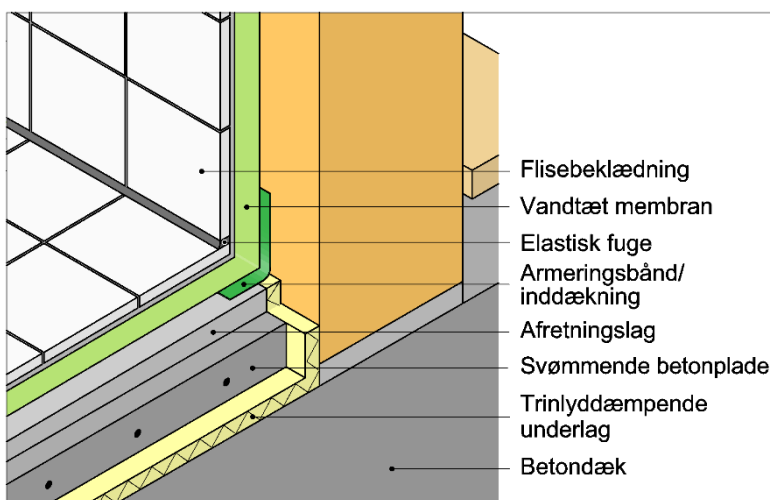 Flisebeklædning
Vandtæt membran
Elastisk fuge
Armeringsbånd/
inddækning
Afretningslag
Svømmende betonplade
Trinlyddæmpende
underlag
Betondæk